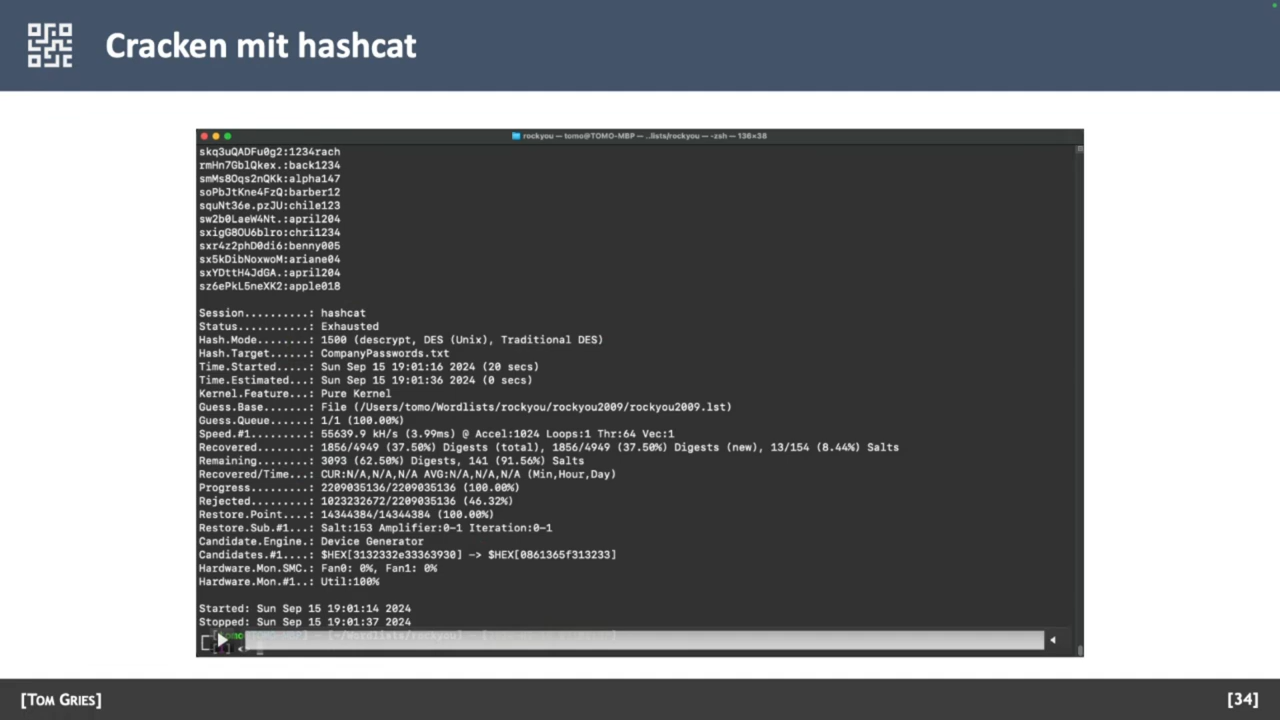 Cracken mit hashcat
rockyou — tomo@TOMO-MBP — ..lists/rockyou — -zsh — 136×38
skq3uQADFu0g2:1234rach
rmHn7GblQkex.:back1234
smMs8Oqs2nQKk:alpha147
soPbJtKne4FzQ:barber12
squNt36e.pzJU:chile123
sw2b0LaeW4Nt.:april204
sxigG8OU6blro:chri1234
sxr4z2phD0di6:benny005
sx5kDibNoxwoM:ariane04
sxYDttH4JdGA.:april204
sz6ePkL5neXK2:apple018
Session..........: hashcat
Status...........: Exhausted
Hash.Mode........: 1500 (descrypt, DES (Unix), Traditional DES)
Hash.Target......: CompanyPasswords.txt
Time.Started.....: Sun Sep 15 19:01:16 2024 (20 secs)
Time.Estimated...: Sun Sep 15 19:01:36 2024 (0 secs)
Kernel.Feature...: Pure Kernel
Guess.Base.......: File (/Users/tomo/Wordlists/rockyou/rockyou2009/rockyou2009.lst)
Guess.Queue......: 1/1 (100.00%)
Speed.#1.........: 55639.9 kH/s (3.99ms) @ Accel:1024 Loops:1 Thr:64 Vec:1
Recovered........: 1856/4949 (37.50%) Digests (total), 1856/4949 (37.50%) Digests (new), 13/154 (8.44%) Salts
Remaining........: 3093 (62.50%) Digests, 141 (91.56%) Salts
Recovered/Time...: CUR:N/A,N/A,N/A AVG:N/A,N/A,N/A (Min,Hour,Day)
Progress.........: 2209035136/2209035136 (100.00%)
Rejected.........: 1023232672/2209035136 (46.32%)
Restore.Point....: 14344384/14344384 (100.00%)
Restore.Sub.#1...: Salt:153 Amplifier:0-1 Iteration:0-1
Candidate.Engine.: Device Generator
Candidates.#1....: $HEX[3132332e33363930] -> $HEX[0861365f313233]
Hardware.Mon.SMC.: Fan0: 0%, Fan1: 0%
Hardware.Mon.#1..: Util:100%
Started: Sun Sep 15 19:01:14 2024
Stopped: Sun Sep 15 19:01:37 2024
[TOM GRIES]
[34]